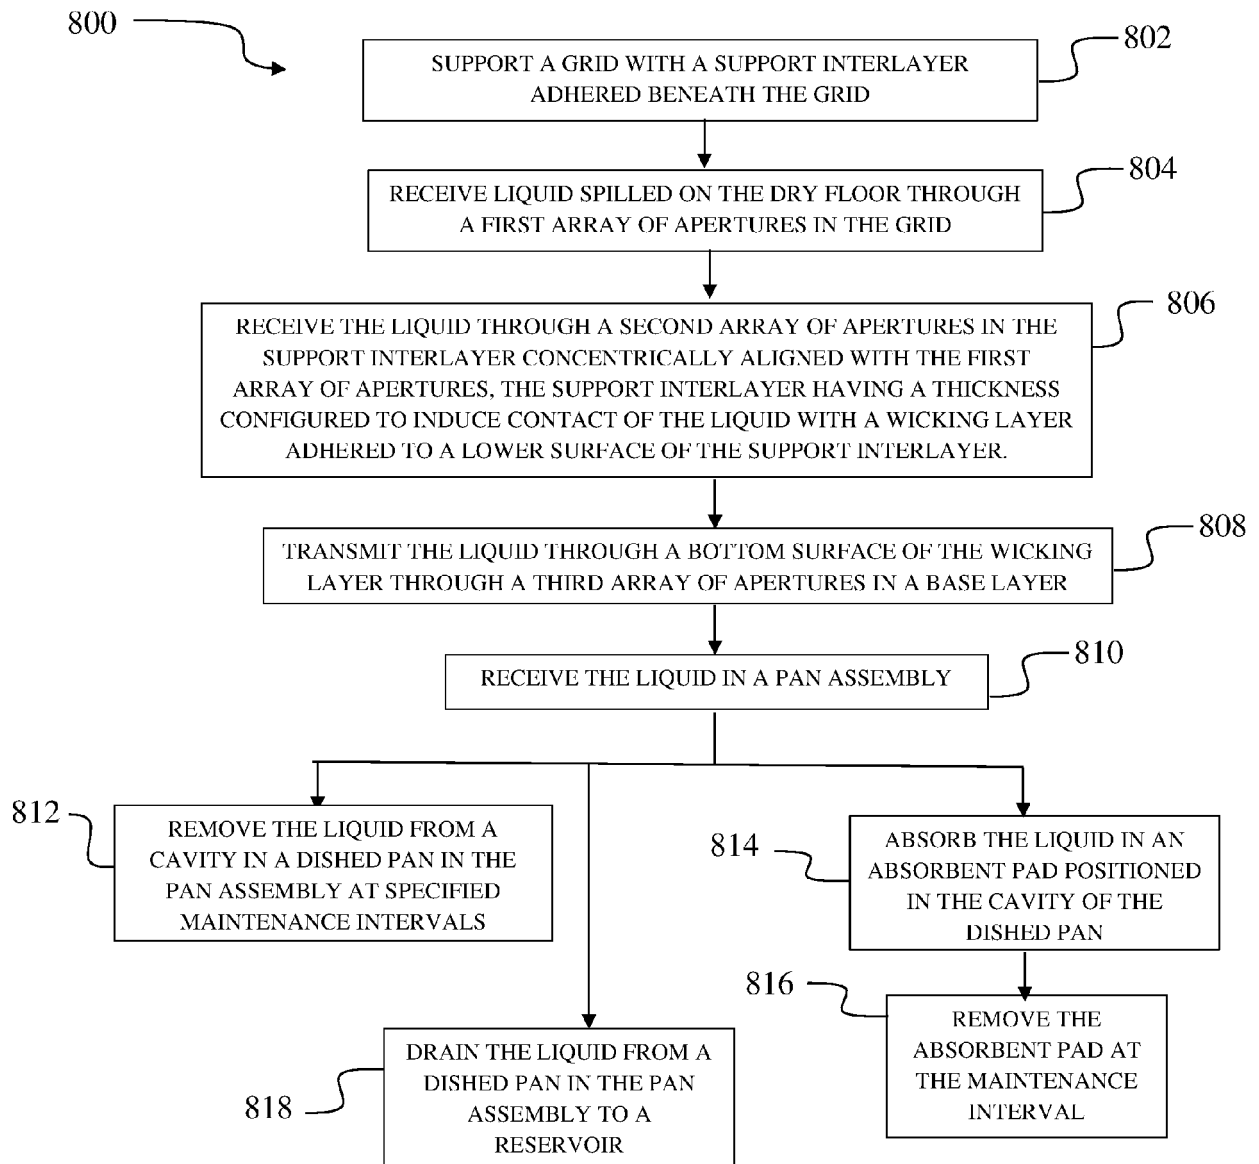 800
802
SUPPORT A GRID WITH A SUPPORT INTERLAYER
ADHERED BENEATH THE GRID
804
RECEIVE LIQUID SPILLED ON THE DRY FLOOR THROUGH
A FIRST ARRAY OF APERTURES IN THE GRID
806
RECEIVE THE LIQUID THROUGH A SECOND ARRAY OF APERTURES IN THE
SUPPORT INTERLAYER CONCENTRICALLY ALIGNED WITH THE FIRST
ARRAY OF APERTURES, THE SUPPORT INTERLAYER HAVING A THICKNESS
CONFIGURED TO INDUCE CONTACT OF THE LIQUID WITH A WICKING LAYER
ADHERED TO A LOWER SURFACE OF THE SUPPORT INTERLAYER.
808
TRANSMIT THE LIQUID THROUGH A BOTTOM SURFACE OF THE WICKING
LAYER THROUGH A THIRD ARRAY OF APERTURES IN A BASE LAYER
810
RECEIVE THE LIQUID IN A PAN ASSEMBLY
812
REMOVE THE LIQUID FROM A
CAVITY IN A DISHED PAN IN THE
PAN ASSEMBLY AT SPECIFIED
MAINTENANCE INTERVALS
814
ABSORB THE LIQUID IN AN
ABSORBENT PAD POSITIONED
IN THE CAVITY OF THE
DISHED PAN
816
REMOVE THE
ABSORBENT PAD AT
THE MAINTENANCE
INTERVAL
818
DRAIN THE LIQUID FROM A
DISHED PAN IN THE PAN
ASSEMBLY TO A
RESERVOIR